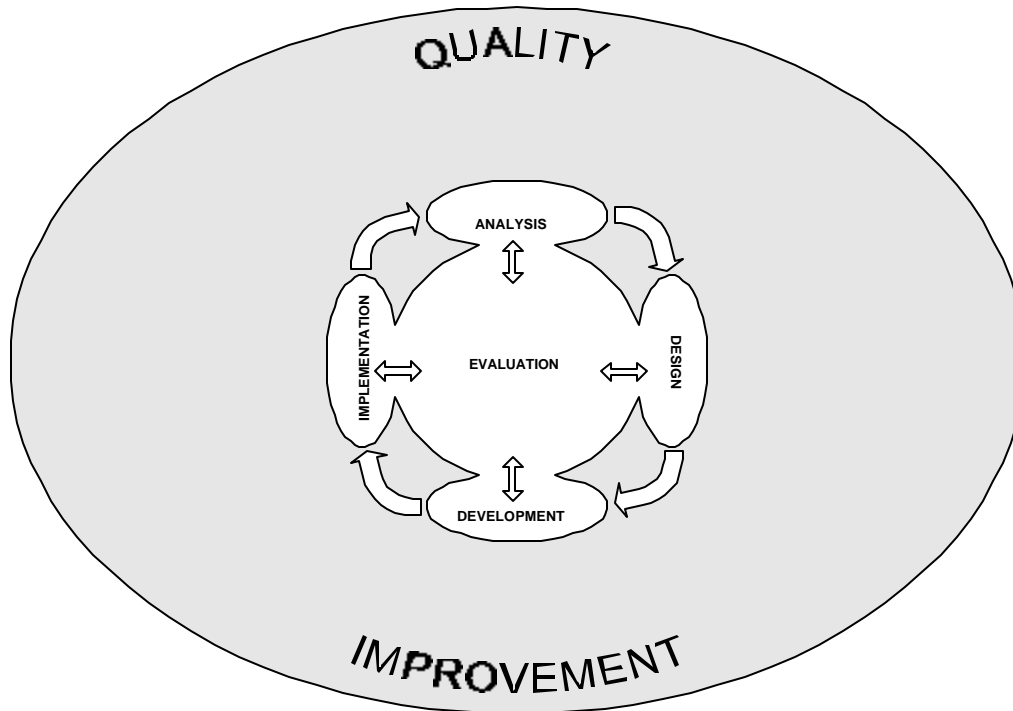 QUALITY
ANALYSIS
IMPLEMENTATION
EVALUATION
DESIGN
DEVELOPMENT
IMPROVEMENT